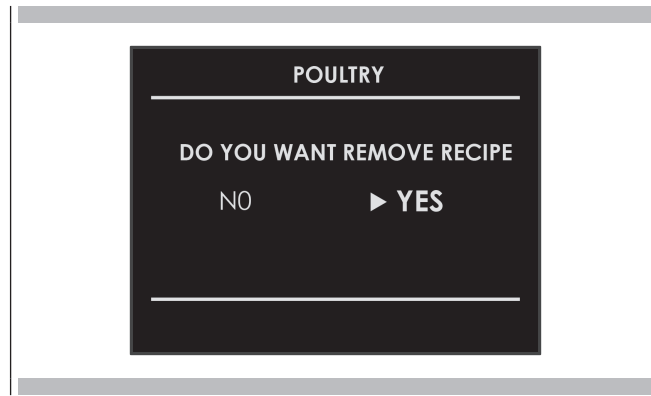 POULTRY
DO YOU WANT REMOVE RECIPE
N0 ▶ YES